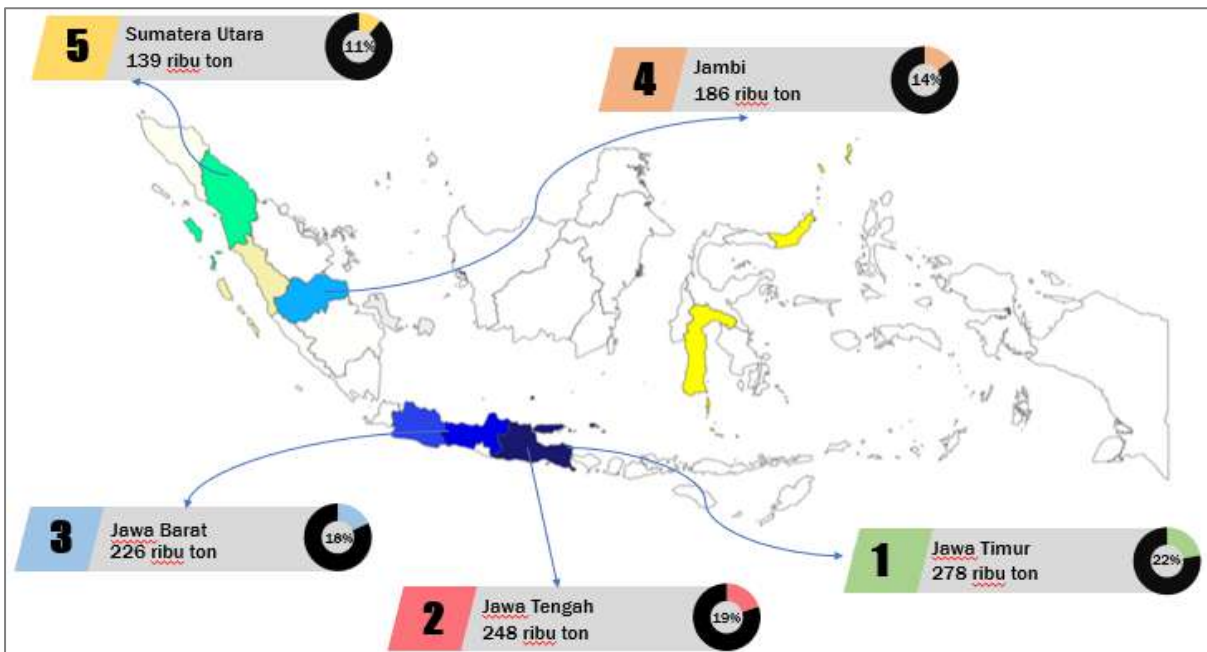 5
Sumatera Utara
139 ribu ton
11%
4
Jambi
186 ribu ton
14%
3
Jawa Barat
226 ribu ton
18%
1
Jawa Timur
278 ribu ton
22%
2
Jawa Tengah
248 ribu ton
19%